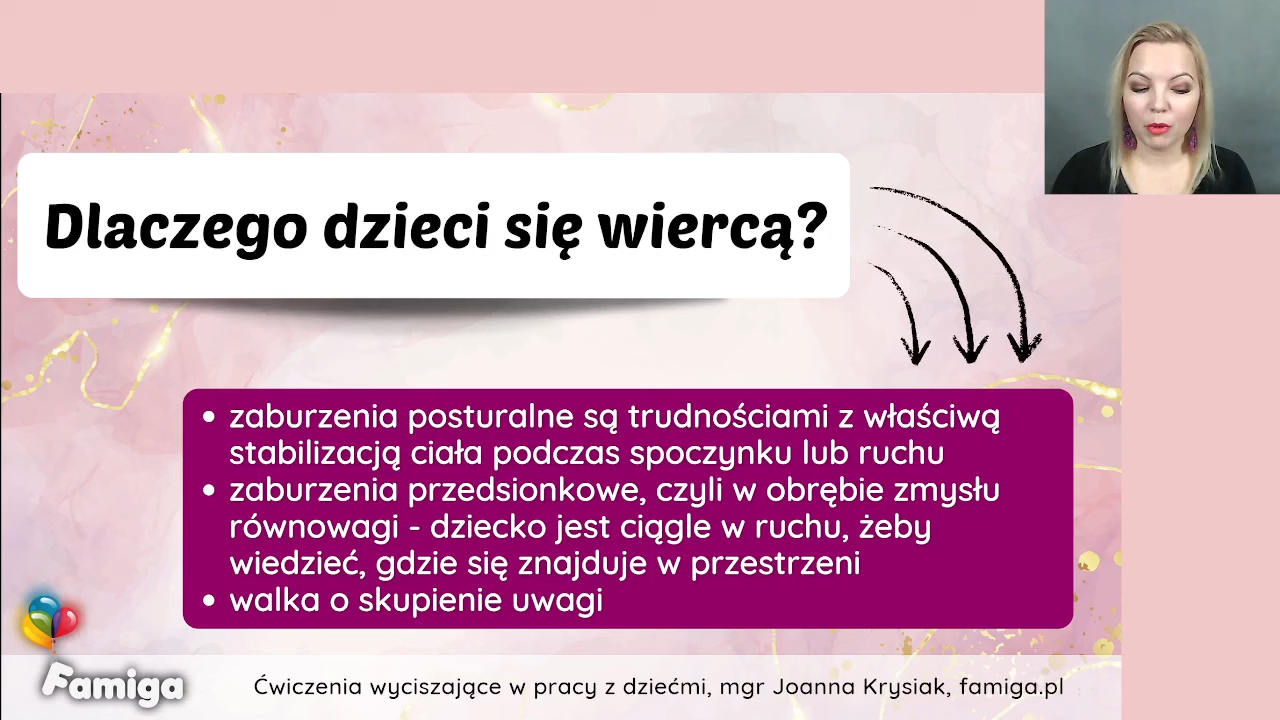 Dlaczego dzieci się wiercą?
• zaburzenia posturalne są trudnościami z właściwą
stabilizacją ciała podczas spoczynku lub ruchu
• zaburzenia przedsionkowe, czyli w obrębie zmysłu
równowagi - dziecko jest ciągle w ruchu, żeby
wiedzieć, gdzie się znajduje w przestrzeni
• walka o skupienie uwagi
Famiga
Ćwiczenia wyciszające w pracy z dziećmi, mgr Joanna Krysiak, famiga.pl